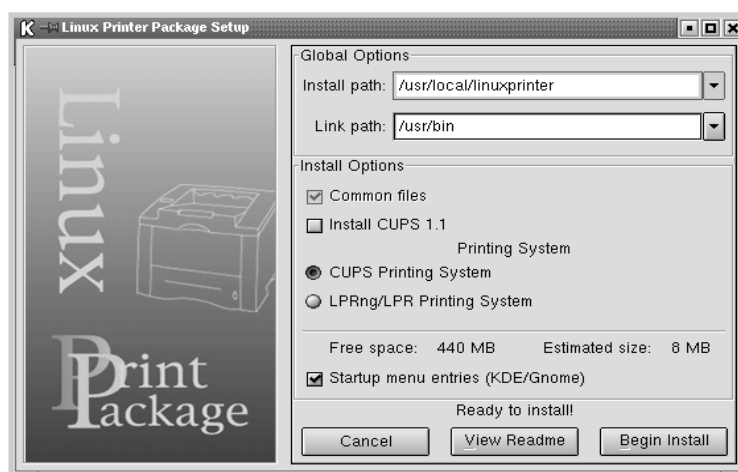 Linux Printer Package Setup
Linux
Print
Package
Global Options
Install path: /usr/local/linuxprinter
Link path: /usr/bin
Install Options
Common files
Install CUPS 1.1
Printing System
CUPS Printing System
LPRng/LPR Printing System
Free space: 440 MB Estimated size: 8 MB
Startup menu entries (KDE/Gnome)
Ready to install!
Cancel View Readme Begin Install